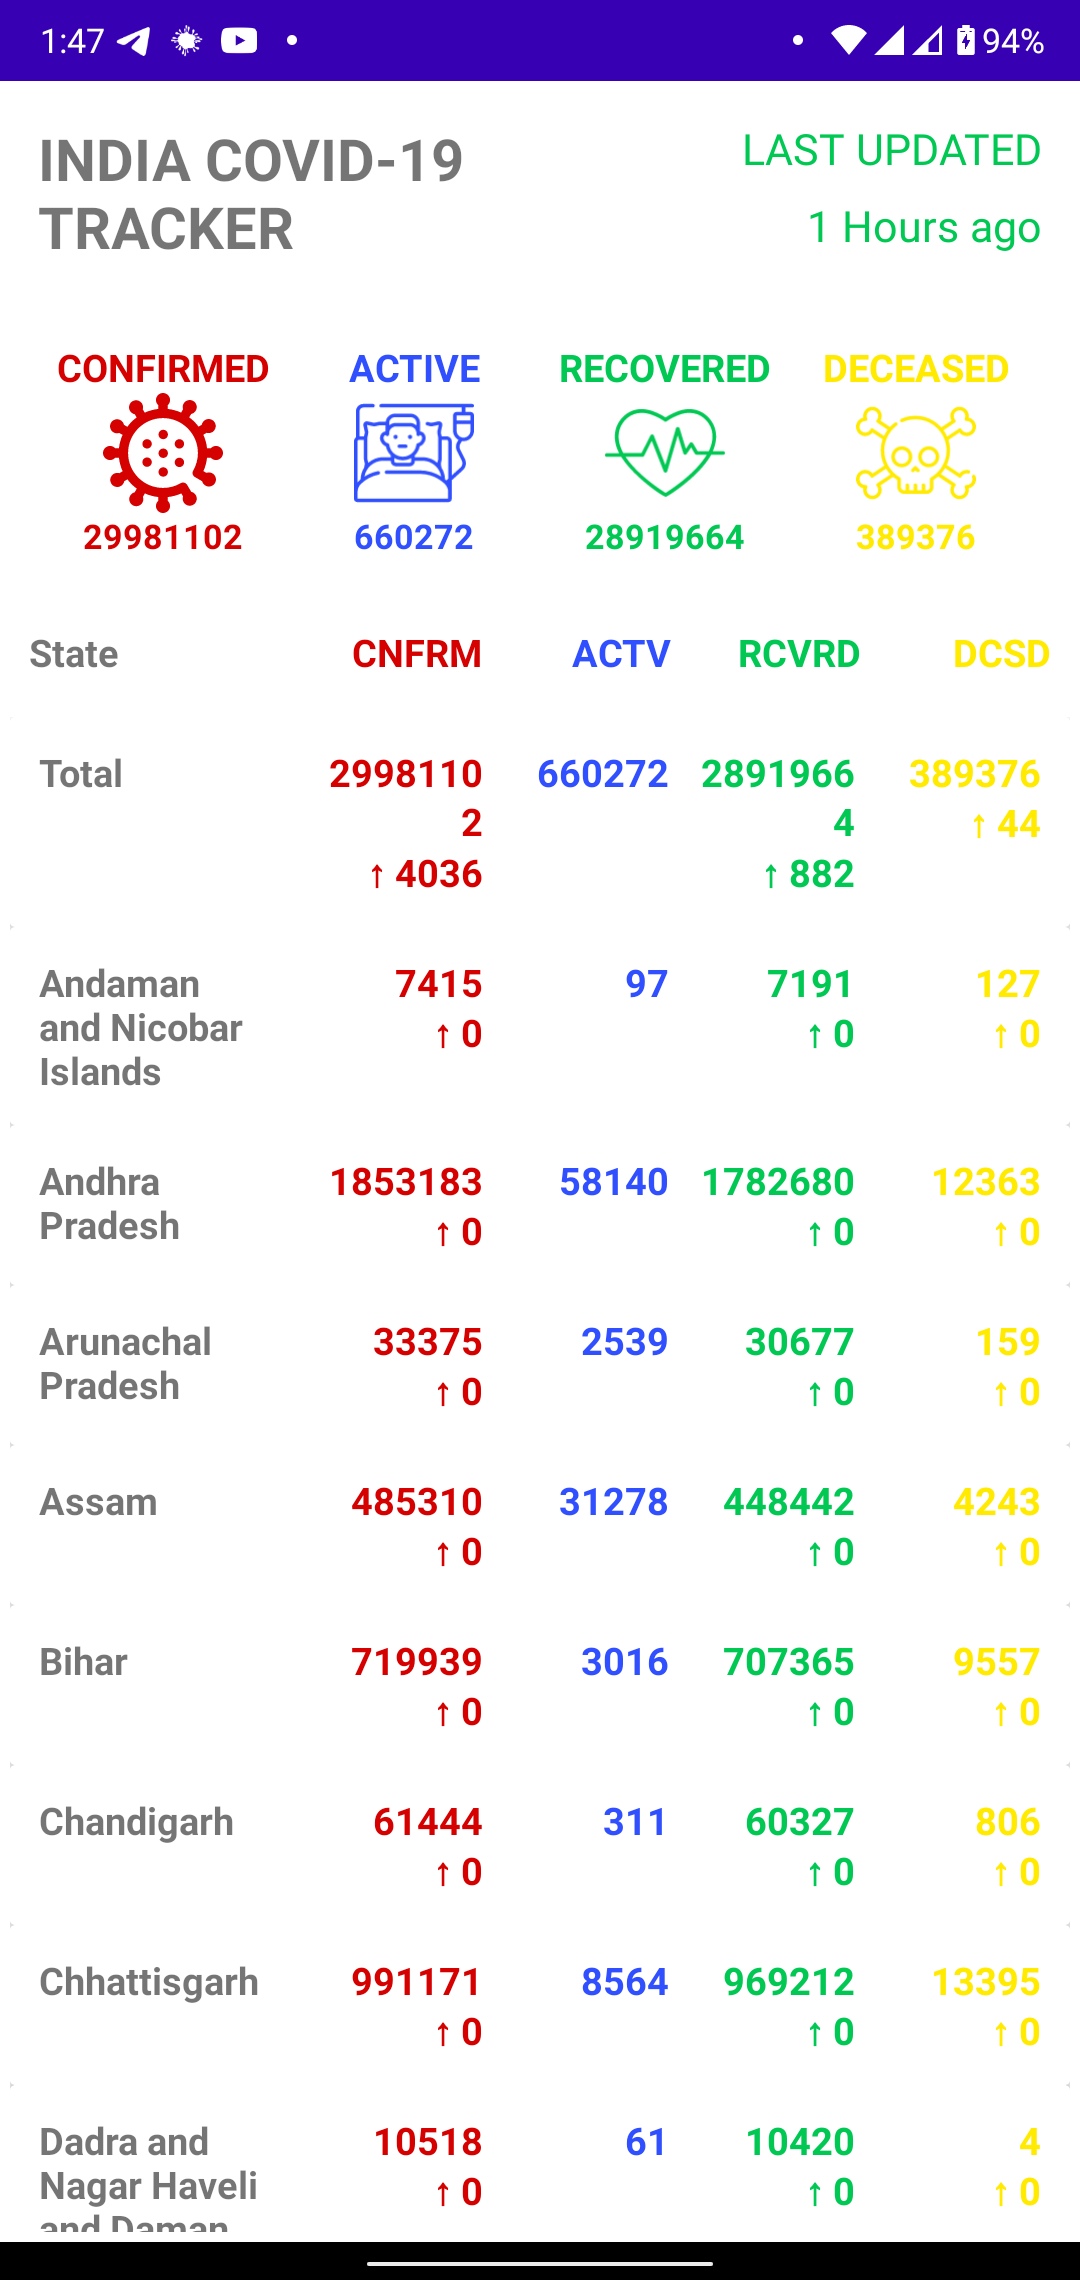 1:47
94%
INDIA COVID-19
TRACKER
LAST UPDATED
1 Hours ago
CONFIRMED ACTIVE RECOVERED DECEASED
29981102 660272 28919664 389376
State CNFRM ACTV RCVRD DCSD
Total 2998110 660272 2891966 389376
2 4 ↑ 44
↑ 4036 ↑ 882
Andaman 7415 97 7191 127
and Nicobar ↑ 0 ↑ 0 ↑ 0
Islands
Andhra 1853183 58140 1782680 12363
Pradesh ↑ 0 ↑ 0 ↑ 0
Arunachal 33375 2539 30677 159
Pradesh ↑ 0 ↑ 0 ↑ 0
Assam 485310 31278 448442 4243
↑ 0 ↑ 0 ↑ 0
Bihar 719939 3016 707365 9557
↑ 0 ↑ 0 ↑ 0
Chandigarh 61444 311 60327 806
↑ 0 ↑ 0 ↑ 0
Chhattisgarh 991171 8564 969212 13395
↑ 0 ↑ 0 ↑ 0
Dadra and 10518 61 10420 4
Nagar Haveli ↑ 0 ↑ 0 ↑ 0
and Daman